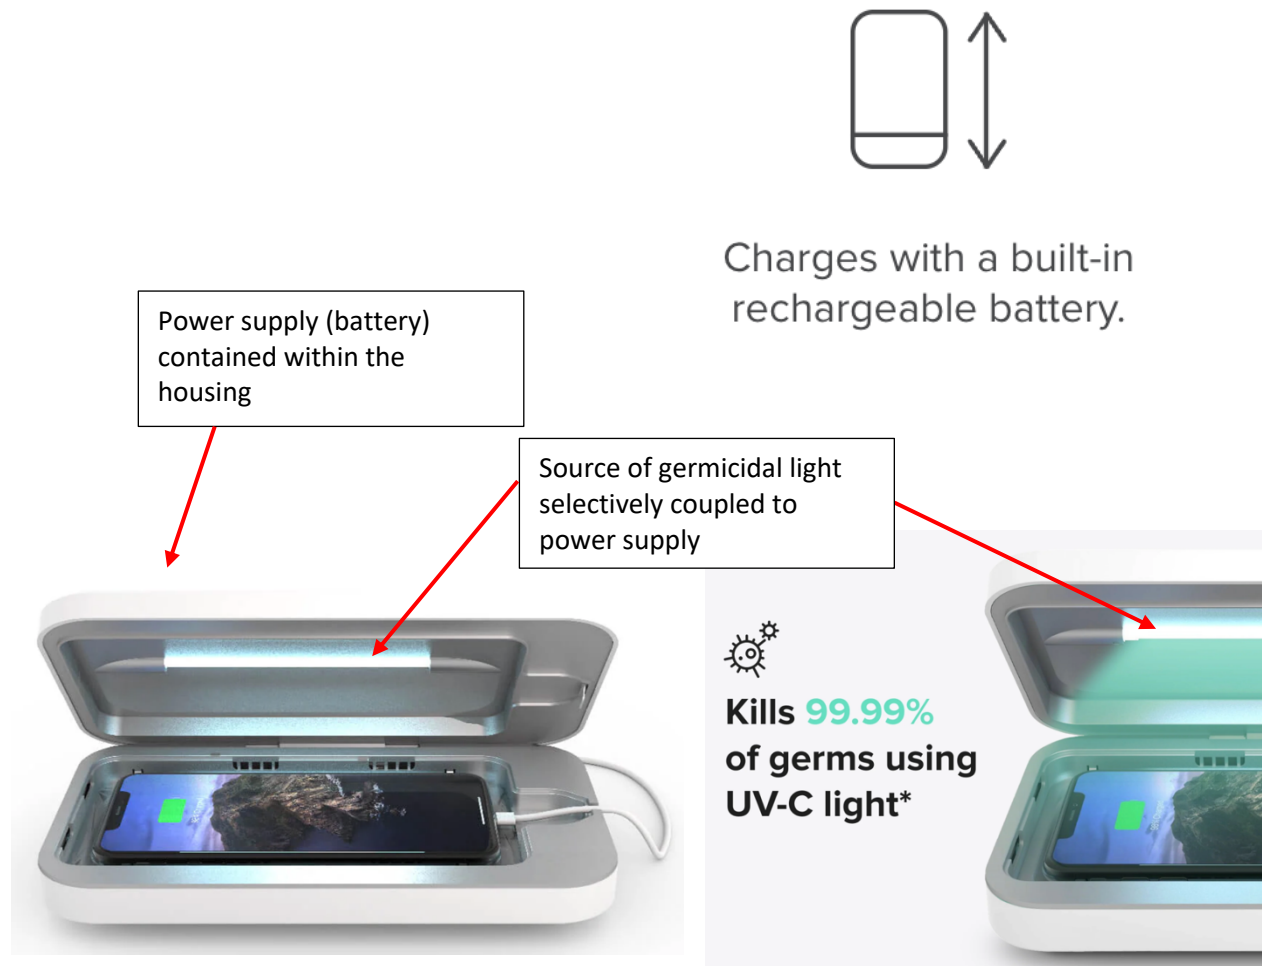 Charges with a built-in
rechargeable battery.
Power supply (battery)
contained within the
housing
Source of germicidal light
selectively coupled to
power supply
Kills 99.99%
of germs using
UV-C light*